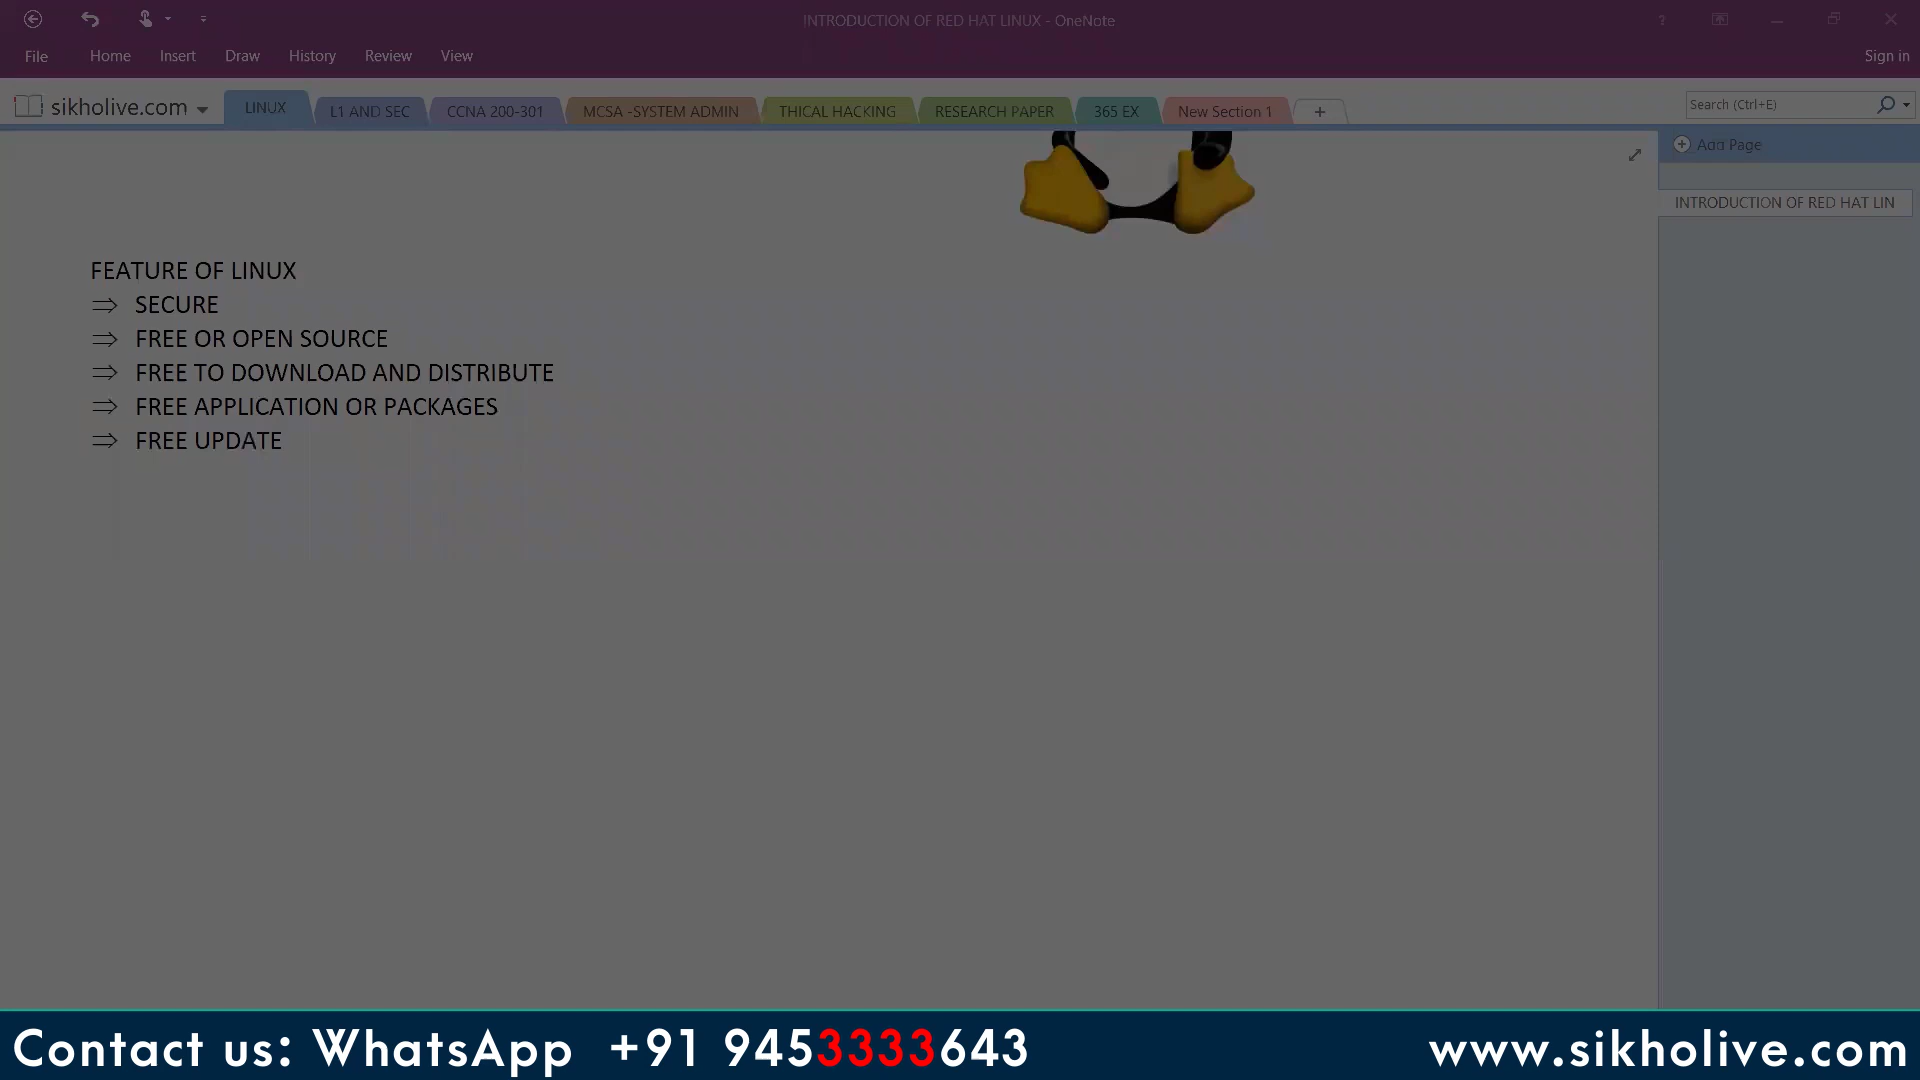 INTRODUCTION OF RED HAT LINUX - OneNote
?
File Home Insert Draw History Review View
Sign in
sikholive.com
LINUX
L1 AND SEC
CCNA 200-301
MCSA -SYSTEM ADMIN
THICAL HACKING
RESEARCH PAPER
365 EX
New Section 1
+
Search (Ctrl+E)
Add Page
INTRODUCTION OF RED HAT LIN
FEATURE OF LINUX
⇒ SECURE
⇒ FREE OR OPEN SOURCE
⇒ FREE TO DOWNLOAD AND DISTRIBUTE
⇒ FREE APPLICATION OR PACKAGES
⇒ FREE UPDATE
Contact us: WhatsApp +91 9453333643
www.sikholive.com